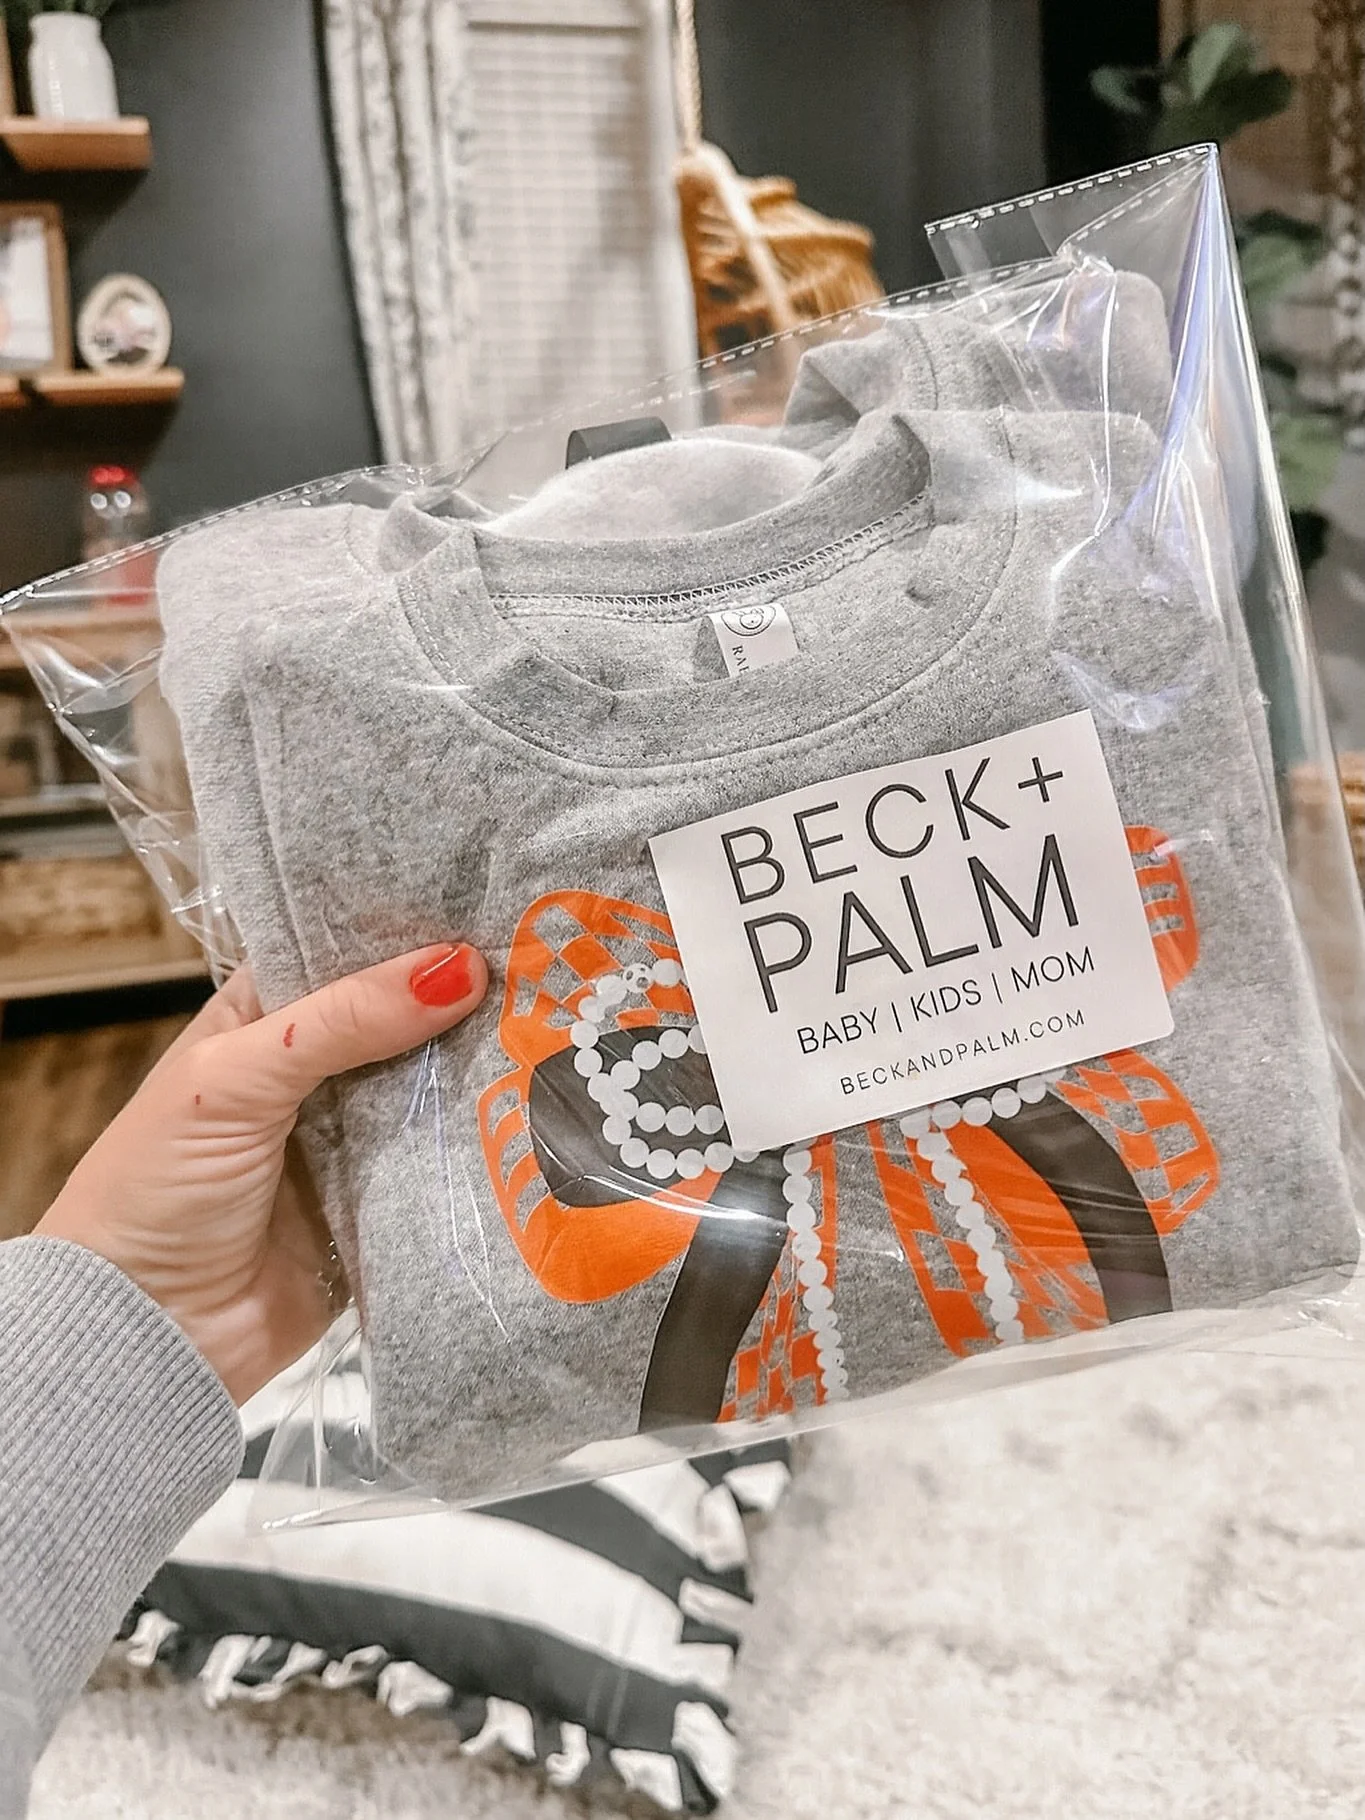 BECK +
PALM
BABY | KIDS | MOM
BECKANDPALM.COM